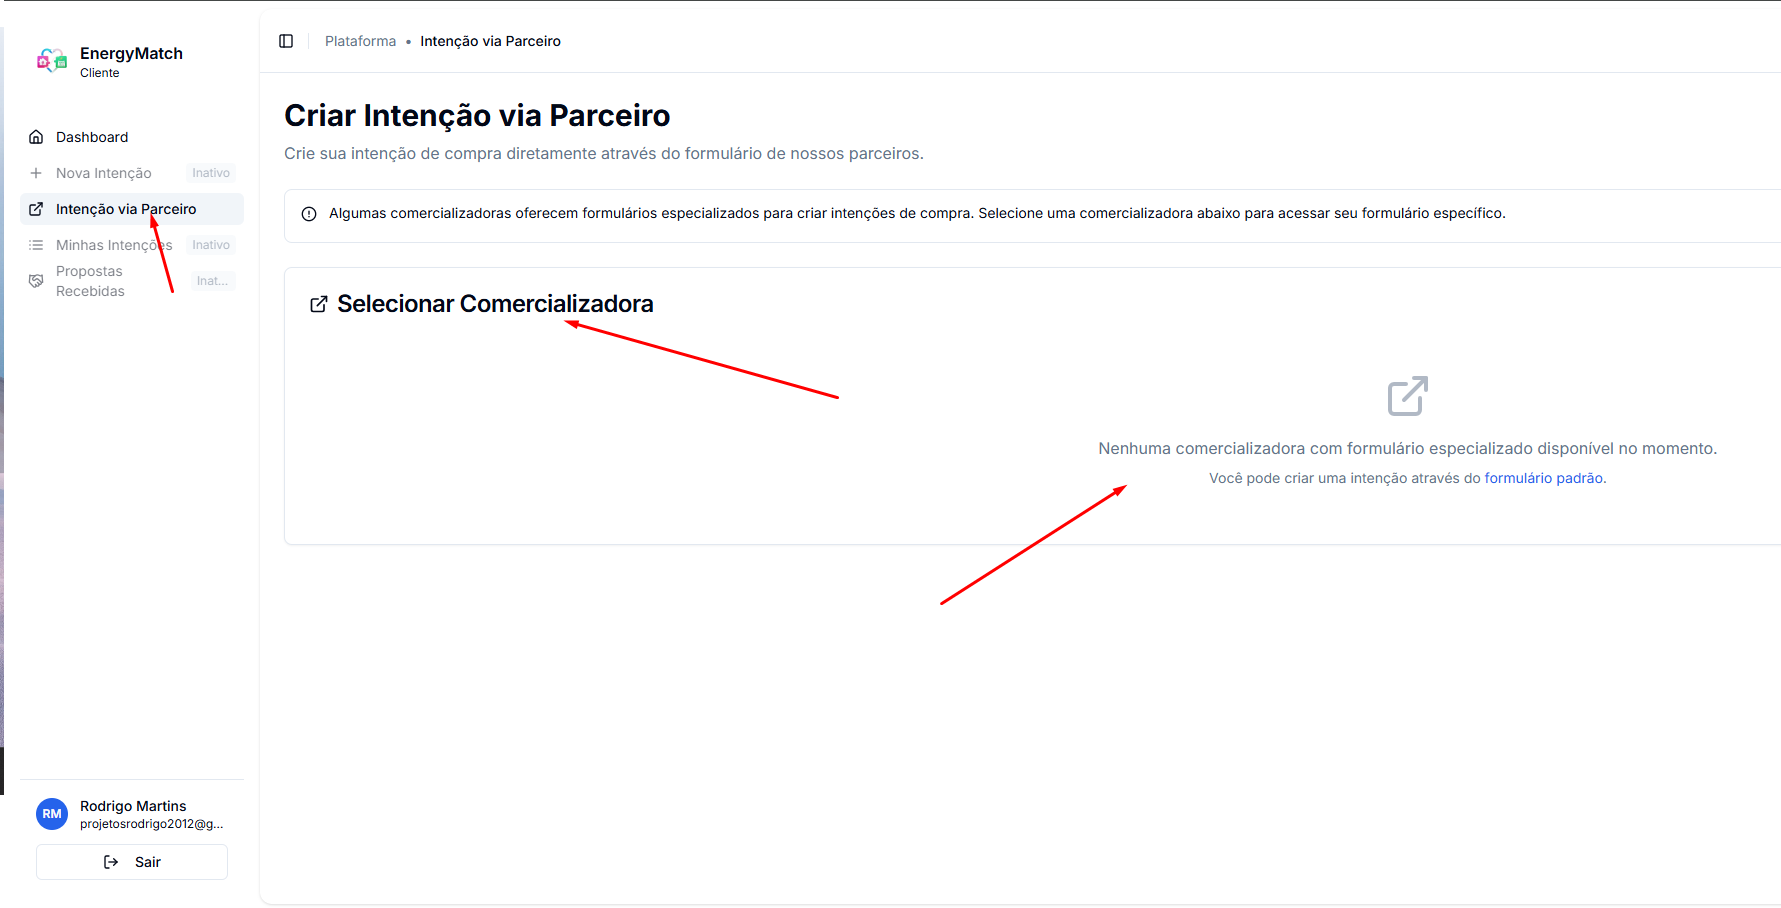 EnergyMatch
Cliente
Dashboard
Nova Intenção Inativo
Intenção via Parceiro
Minhas Intenções Inativo
Propostas
Recebidas
Inat...
Rodrigo Martins
RM
projetosrodrigo2012@g...
Sair
Plataforma • Intenção via Parceiro
Criar Intenção via Parceiro
Crie sua intenção de compra diretamente através do formulário de nossos parceiros.
Algumas comercializadoras oferecem formulários especializados para criar intenções de compra. Selecione uma comercializadora abaixo para acessar seu formulário específico.
Selecionar Comercializadora
Nenhuma comercializadora com formulário especializado disponível no momento.
Você pode criar uma intenção através do formulário padrão.